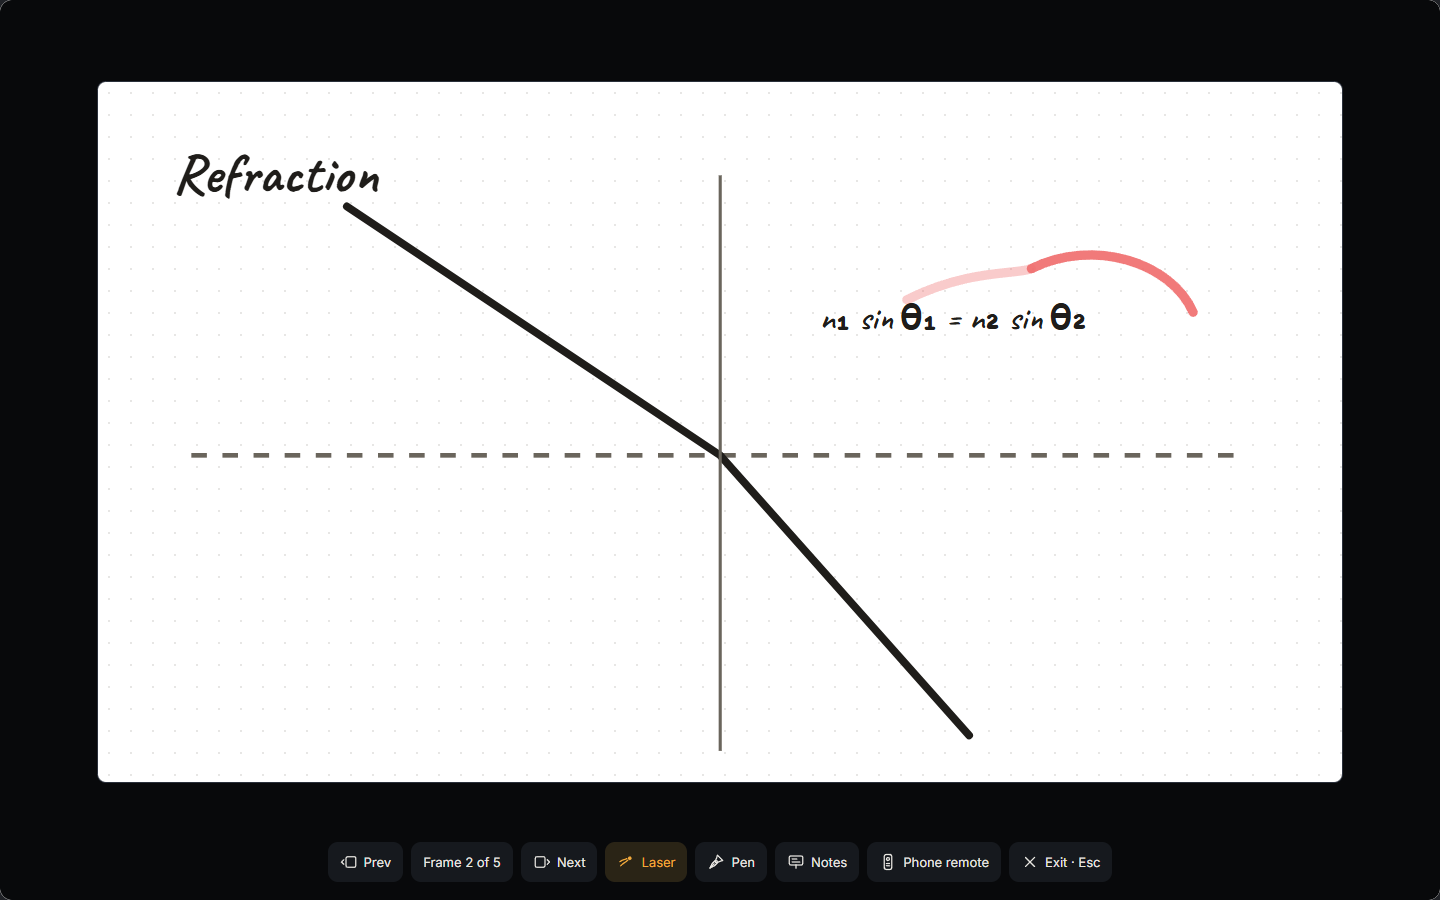 Refraction
n1 sin θ1 = n2 sin θ2
Prev
Frame 2 of 5
Next
Laser
Pen
Notes
Phone remote
Exit · Esc